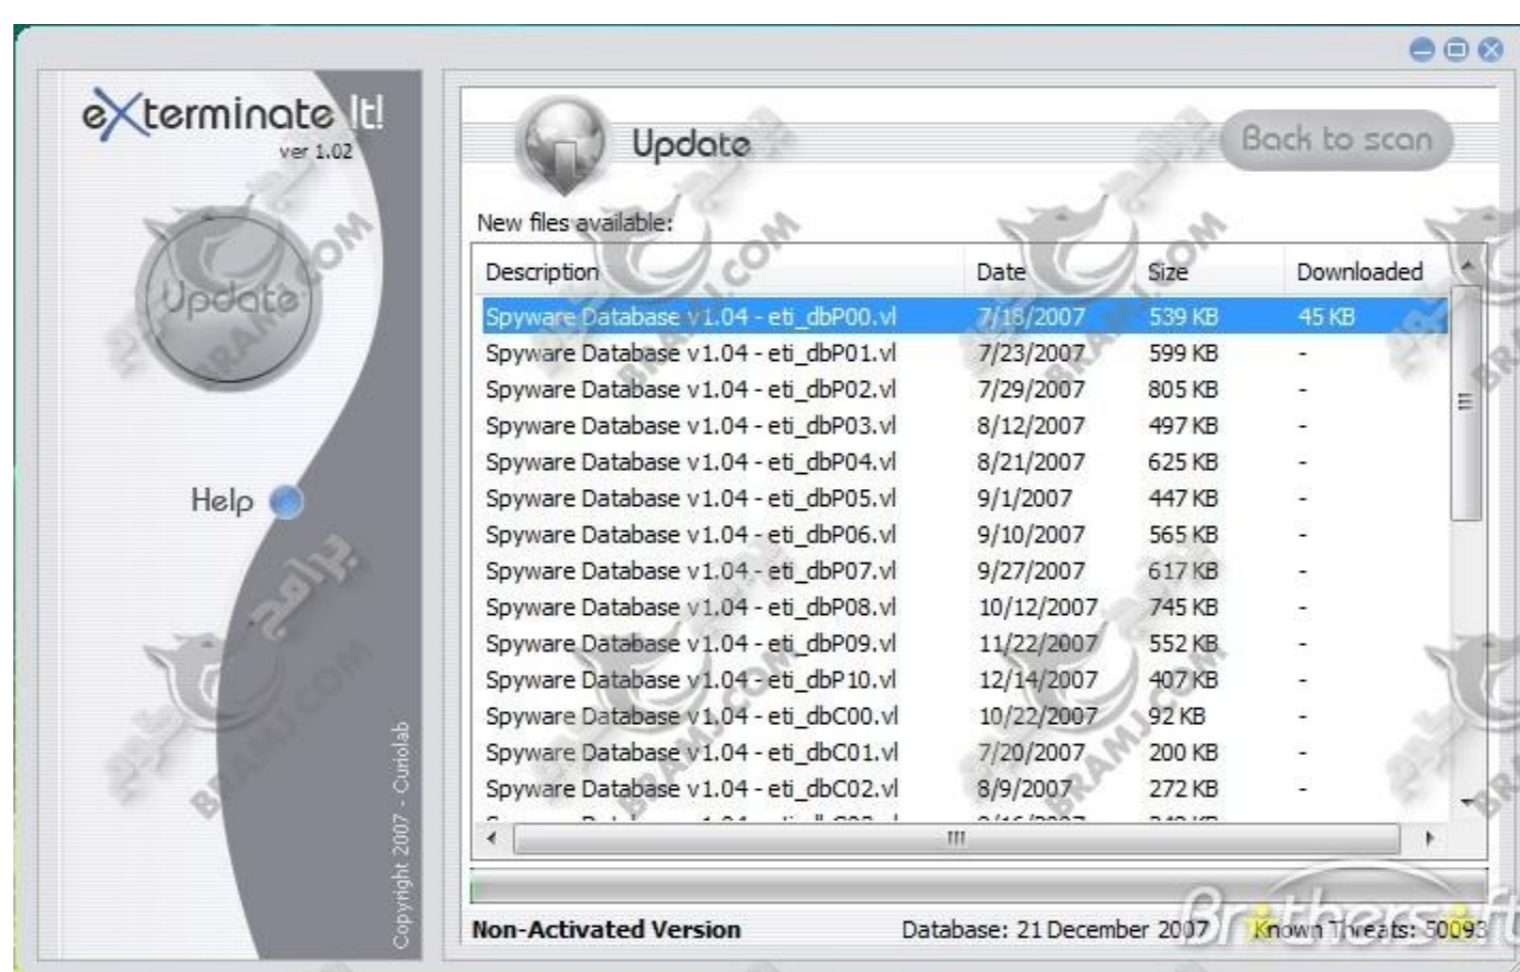 eXterminate It!
ver 1.02
Update
Help
Copyright 2007 - Curiolab
Update
Back to scan
New files available:
Description Date Size Downloaded
Spyware Database v1.04 - eti_dbP00.vl 7/18/2007 539 KB 45 KB
Spyware Database v1.04 - eti_dbP01.vl 7/23/2007 599 KB -
Spyware Database v1.04 - eti_dbP02.vl 7/29/2007 805 KB -
Spyware Database v1.04 - eti_dbP03.vl 8/12/2007 497 KB -
Spyware Database v1.04 - eti_dbP04.vl 8/21/2007 625 KB -
Spyware Database v1.04 - eti_dbP05.vl 9/1/2007 447 KB -
Spyware Database v1.04 - eti_dbP06.vl 9/10/2007 565 KB -
Spyware Database v1.04 - eti_dbP07.vl 9/27/2007 617 KB -
Spyware Database v1.04 - eti_dbP08.vl 10/12/2007 745 KB -
Spyware Database v1.04 - eti_dbP09.vl 11/22/2007 552 KB -
Spyware Database v1.04 - eti_dbP10.vl 12/14/2007 407 KB -
Spyware Database v1.04 - eti_dbC00.vl 10/22/2007 92 KB -
Spyware Database v1.04 - eti_dbC01.vl 7/20/2007 200 KB -
Spyware Database v1.04 - eti_dbC02.vl 8/9/2007 272 KB -
Non-Activated Version Database: 21 December 2007 Known Threats: 50093
Brothersoft
برامج
BRAMJ.COM